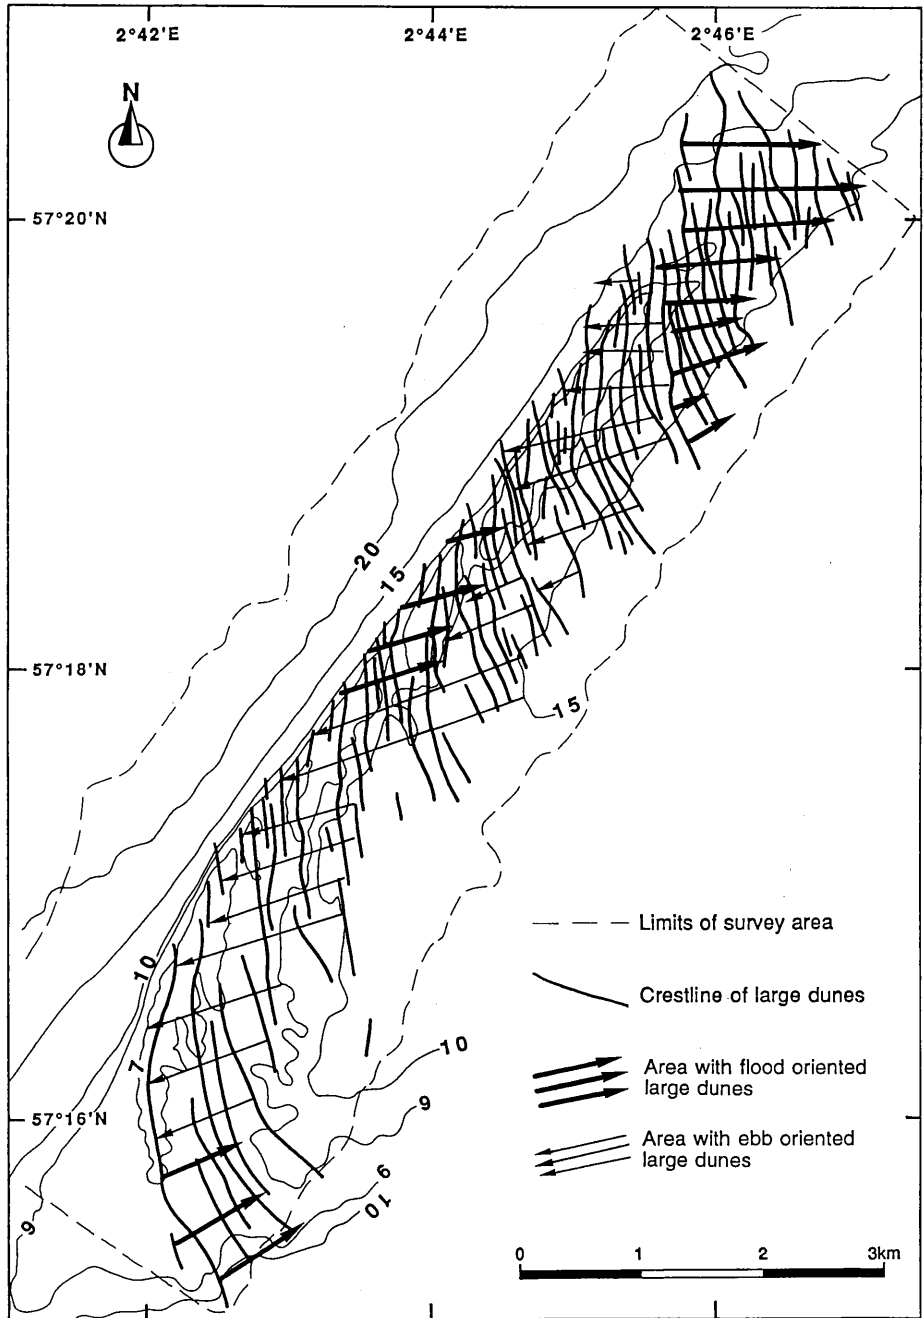 2°42'E 2°44'E 2°46'E
N
57°20'N
20
15
57°18'N
15
Limits of survey area
10
Crestline of large dunes
10
7
Area with flood oriented
large dunes
9
57°16'N
Area with ebb oriented
large dunes
9
10
9
0 1 2 3km